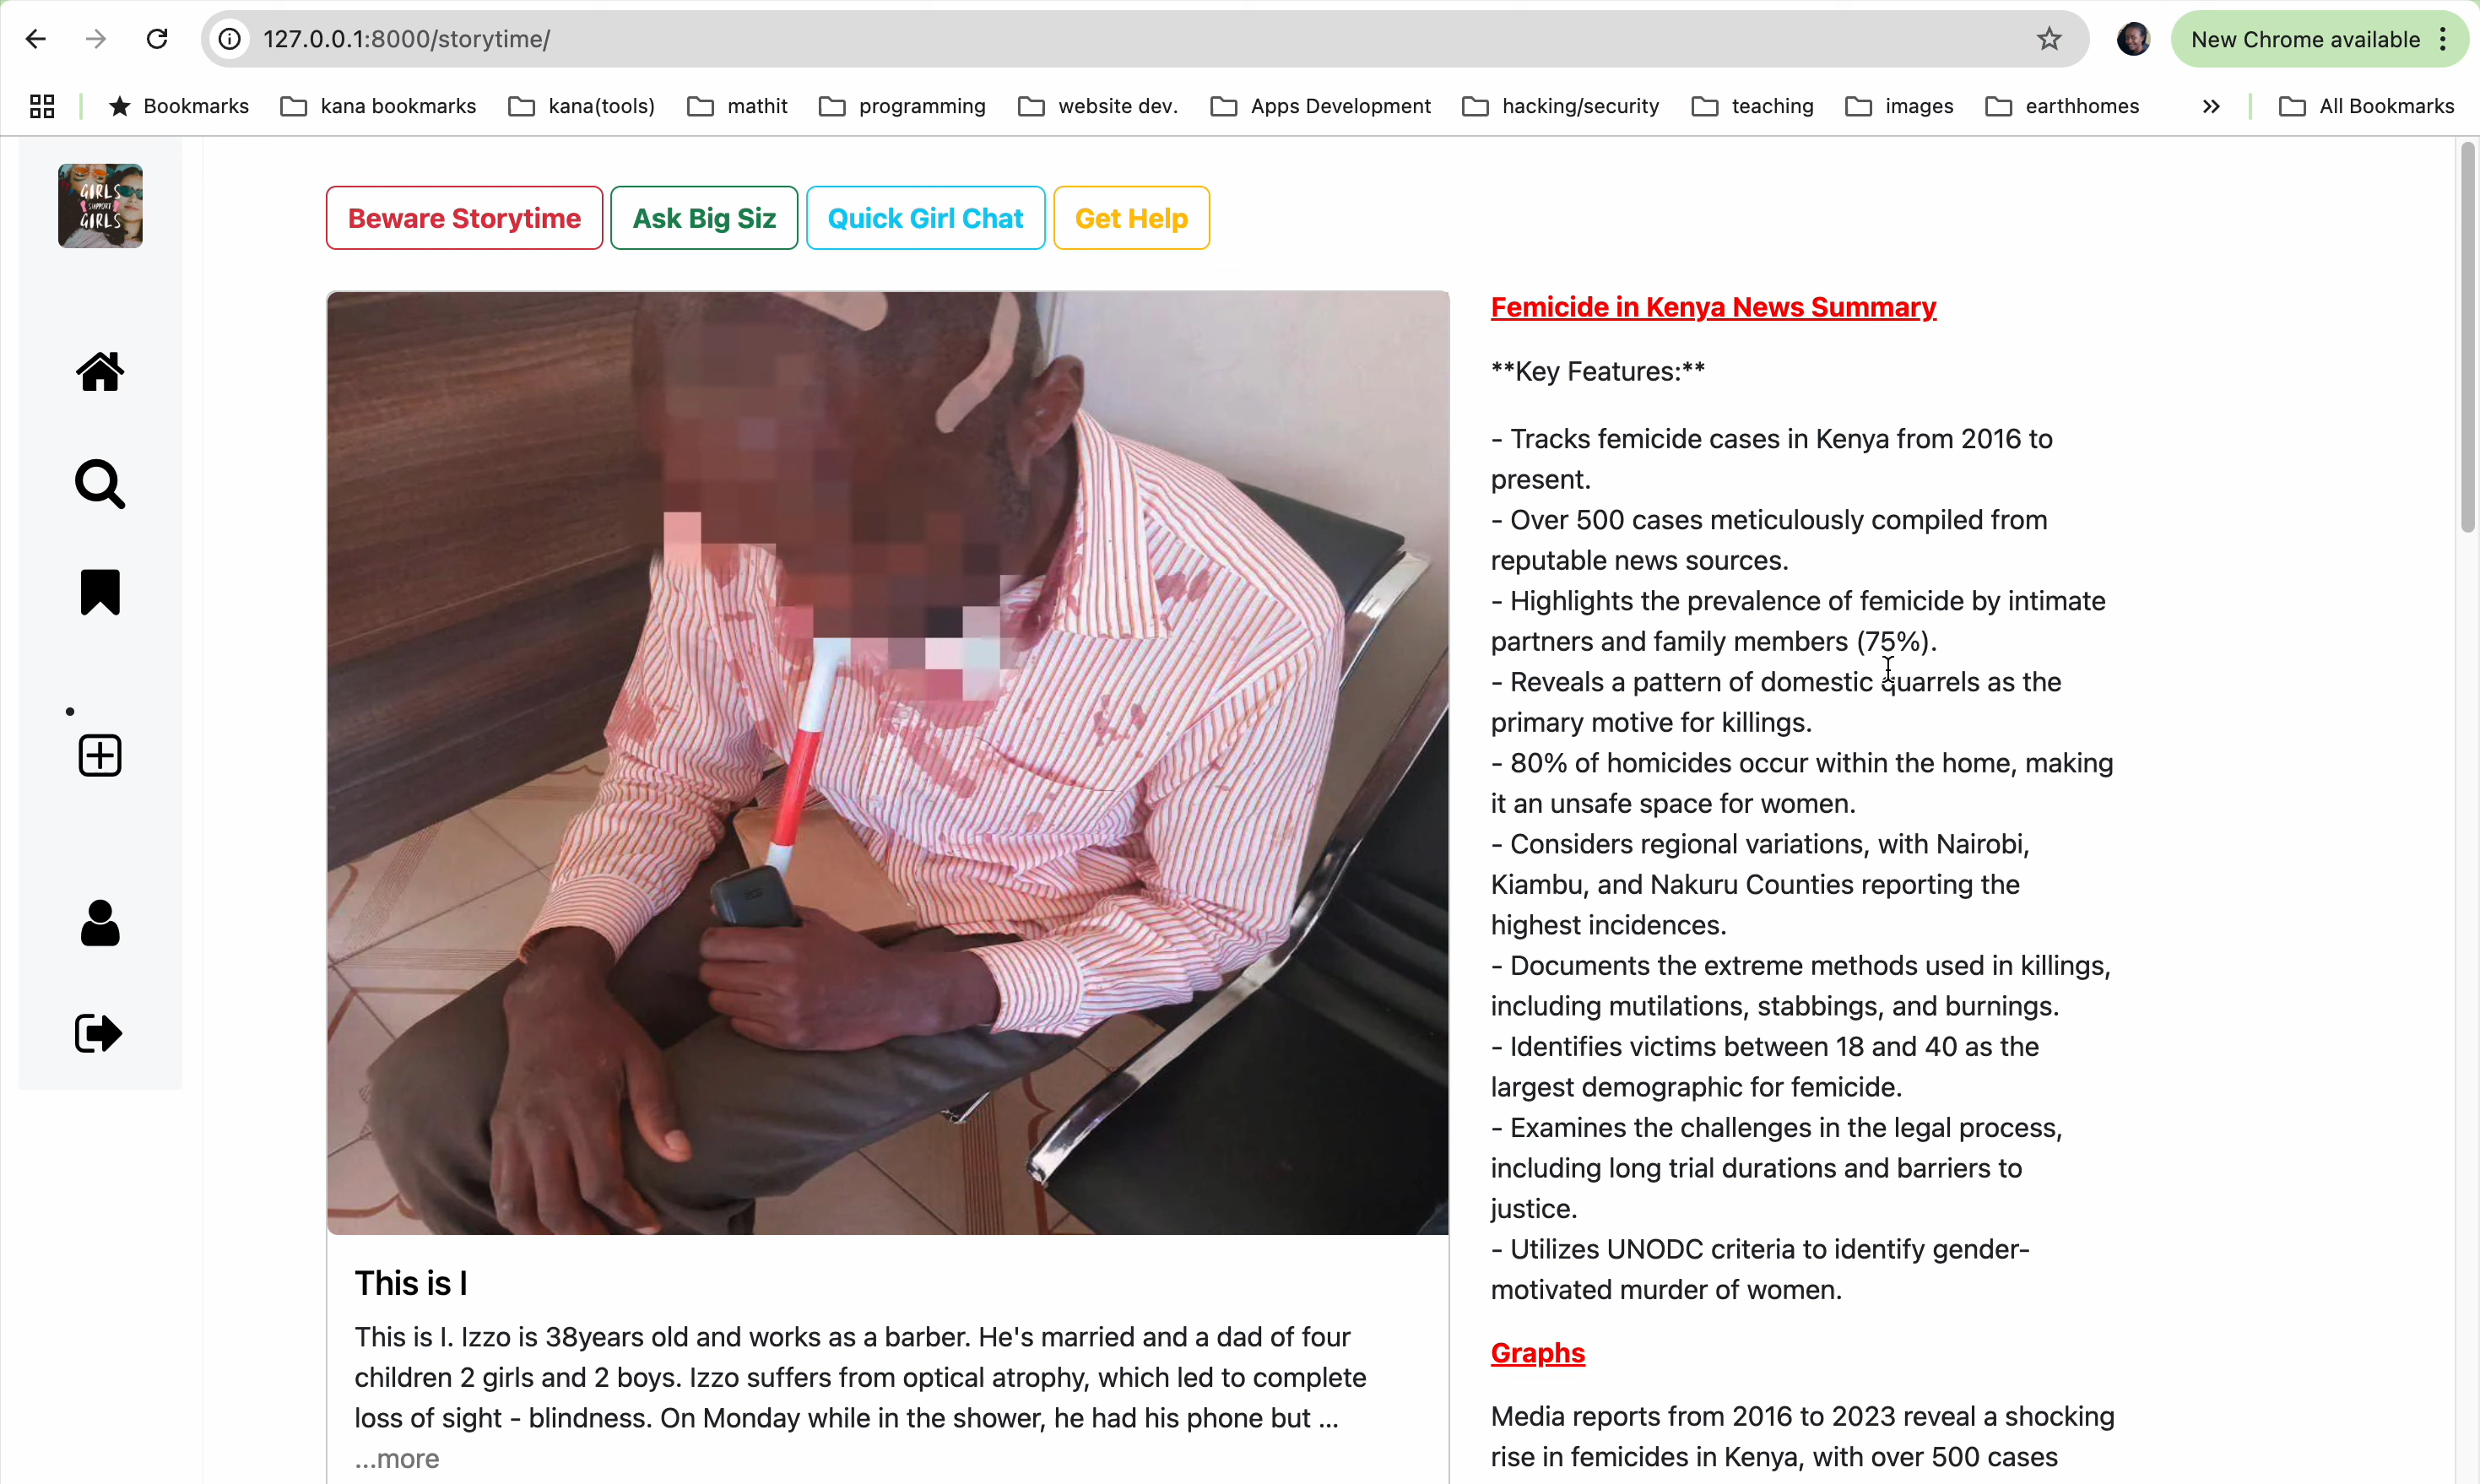 127.0.0.1:8000/storytime/
New Chrome available
Bookmarks
kana bookmarks
kana(tools)
mathit
programming
website dev.
Apps Development
hacking/security
teaching
images
earthhomes
All Bookmarks
GIRLS
SUPPORT
GIRLS
Beware Storytime
Ask Big Siz
Quick Girl Chat
Get Help
This is I
This is I. Izzo is 38years old and works as a barber. He's married and a dad of four
children 2 girls and 2 boys. Izzo suffers from optical atrophy, which led to complete
loss of sight - blindness. On Monday while in the shower, he had his phone but ...
...more
Femicide in Kenya News Summary
**Key Features:**
- Tracks femicide cases in Kenya from 2016 to
present.
- Over 500 cases meticulously compiled from
reputable news sources.
- Highlights the prevalence of femicide by intimate
partners and family members (75%).
- Reveals a pattern of domestic quarrels as the
primary motive for killings.
- 80% of homicides occur within the home, making
it an unsafe space for women.
- Considers regional variations, with Nairobi,
Kiambu, and Nakuru Counties reporting the
highest incidences.
- Documents the extreme methods used in killings,
including mutilations, stabbings, and burnings.
- Identifies victims between 18 and 40 as the
largest demographic for femicide.
- Examines the challenges in the legal process,
including long trial durations and barriers to
justice.
- Utilizes UNODC criteria to identify gender-
motivated murder of women.
Graphs
Media reports from 2016 to 2023 reveal a shocking
rise in femicides in Kenya, with over 500 cases